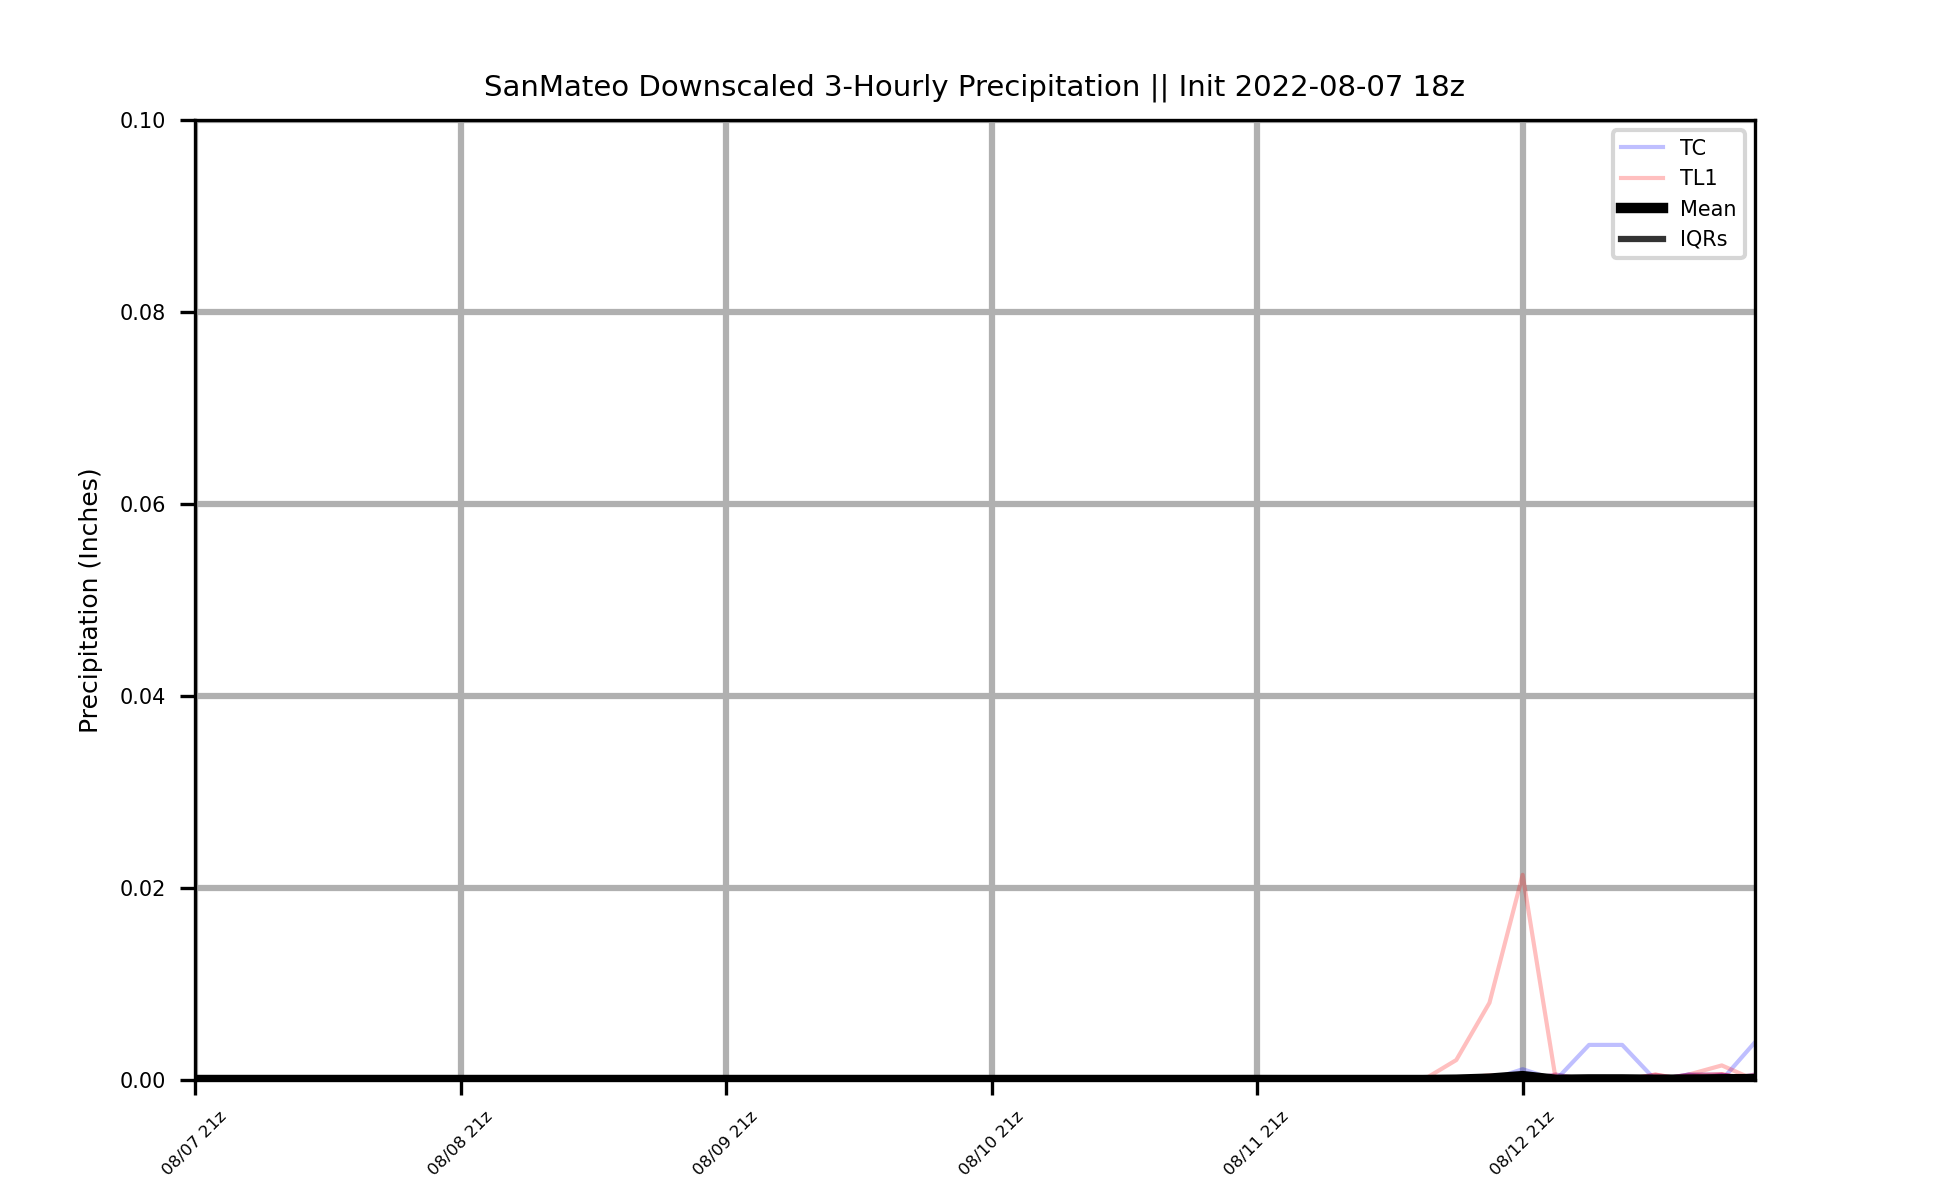 SanMateo Downscaled 3-Hourly Precipitation || Init 2022-08-07 18z
Precipitation (Inches)
0.10
0.08
0.06
0.04
0.02
0.00
TC
TL1
Mean
IQRs
08/07 21z
08/08 21z
08/09 21z
08/10 21z
08/11 21z
08/12 21z